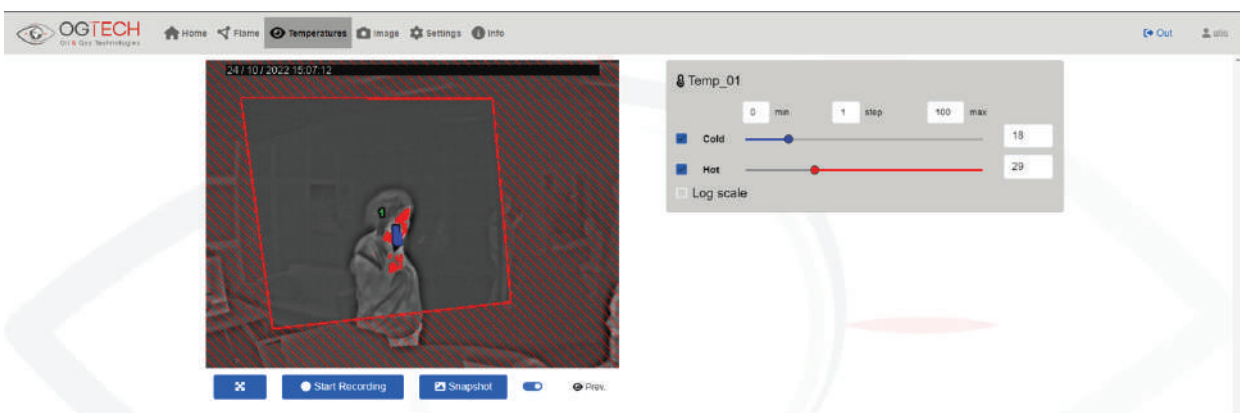 OGTECH
Oil & Gas Technologies
Home Flame Temperatures Image Settings Info
Out
24/10/2022 15:07:12
1
Temp_01
0 min 1 step 100 max
Cold 18
Hot 29
Log scale
Start Recording Snapshot Prev.